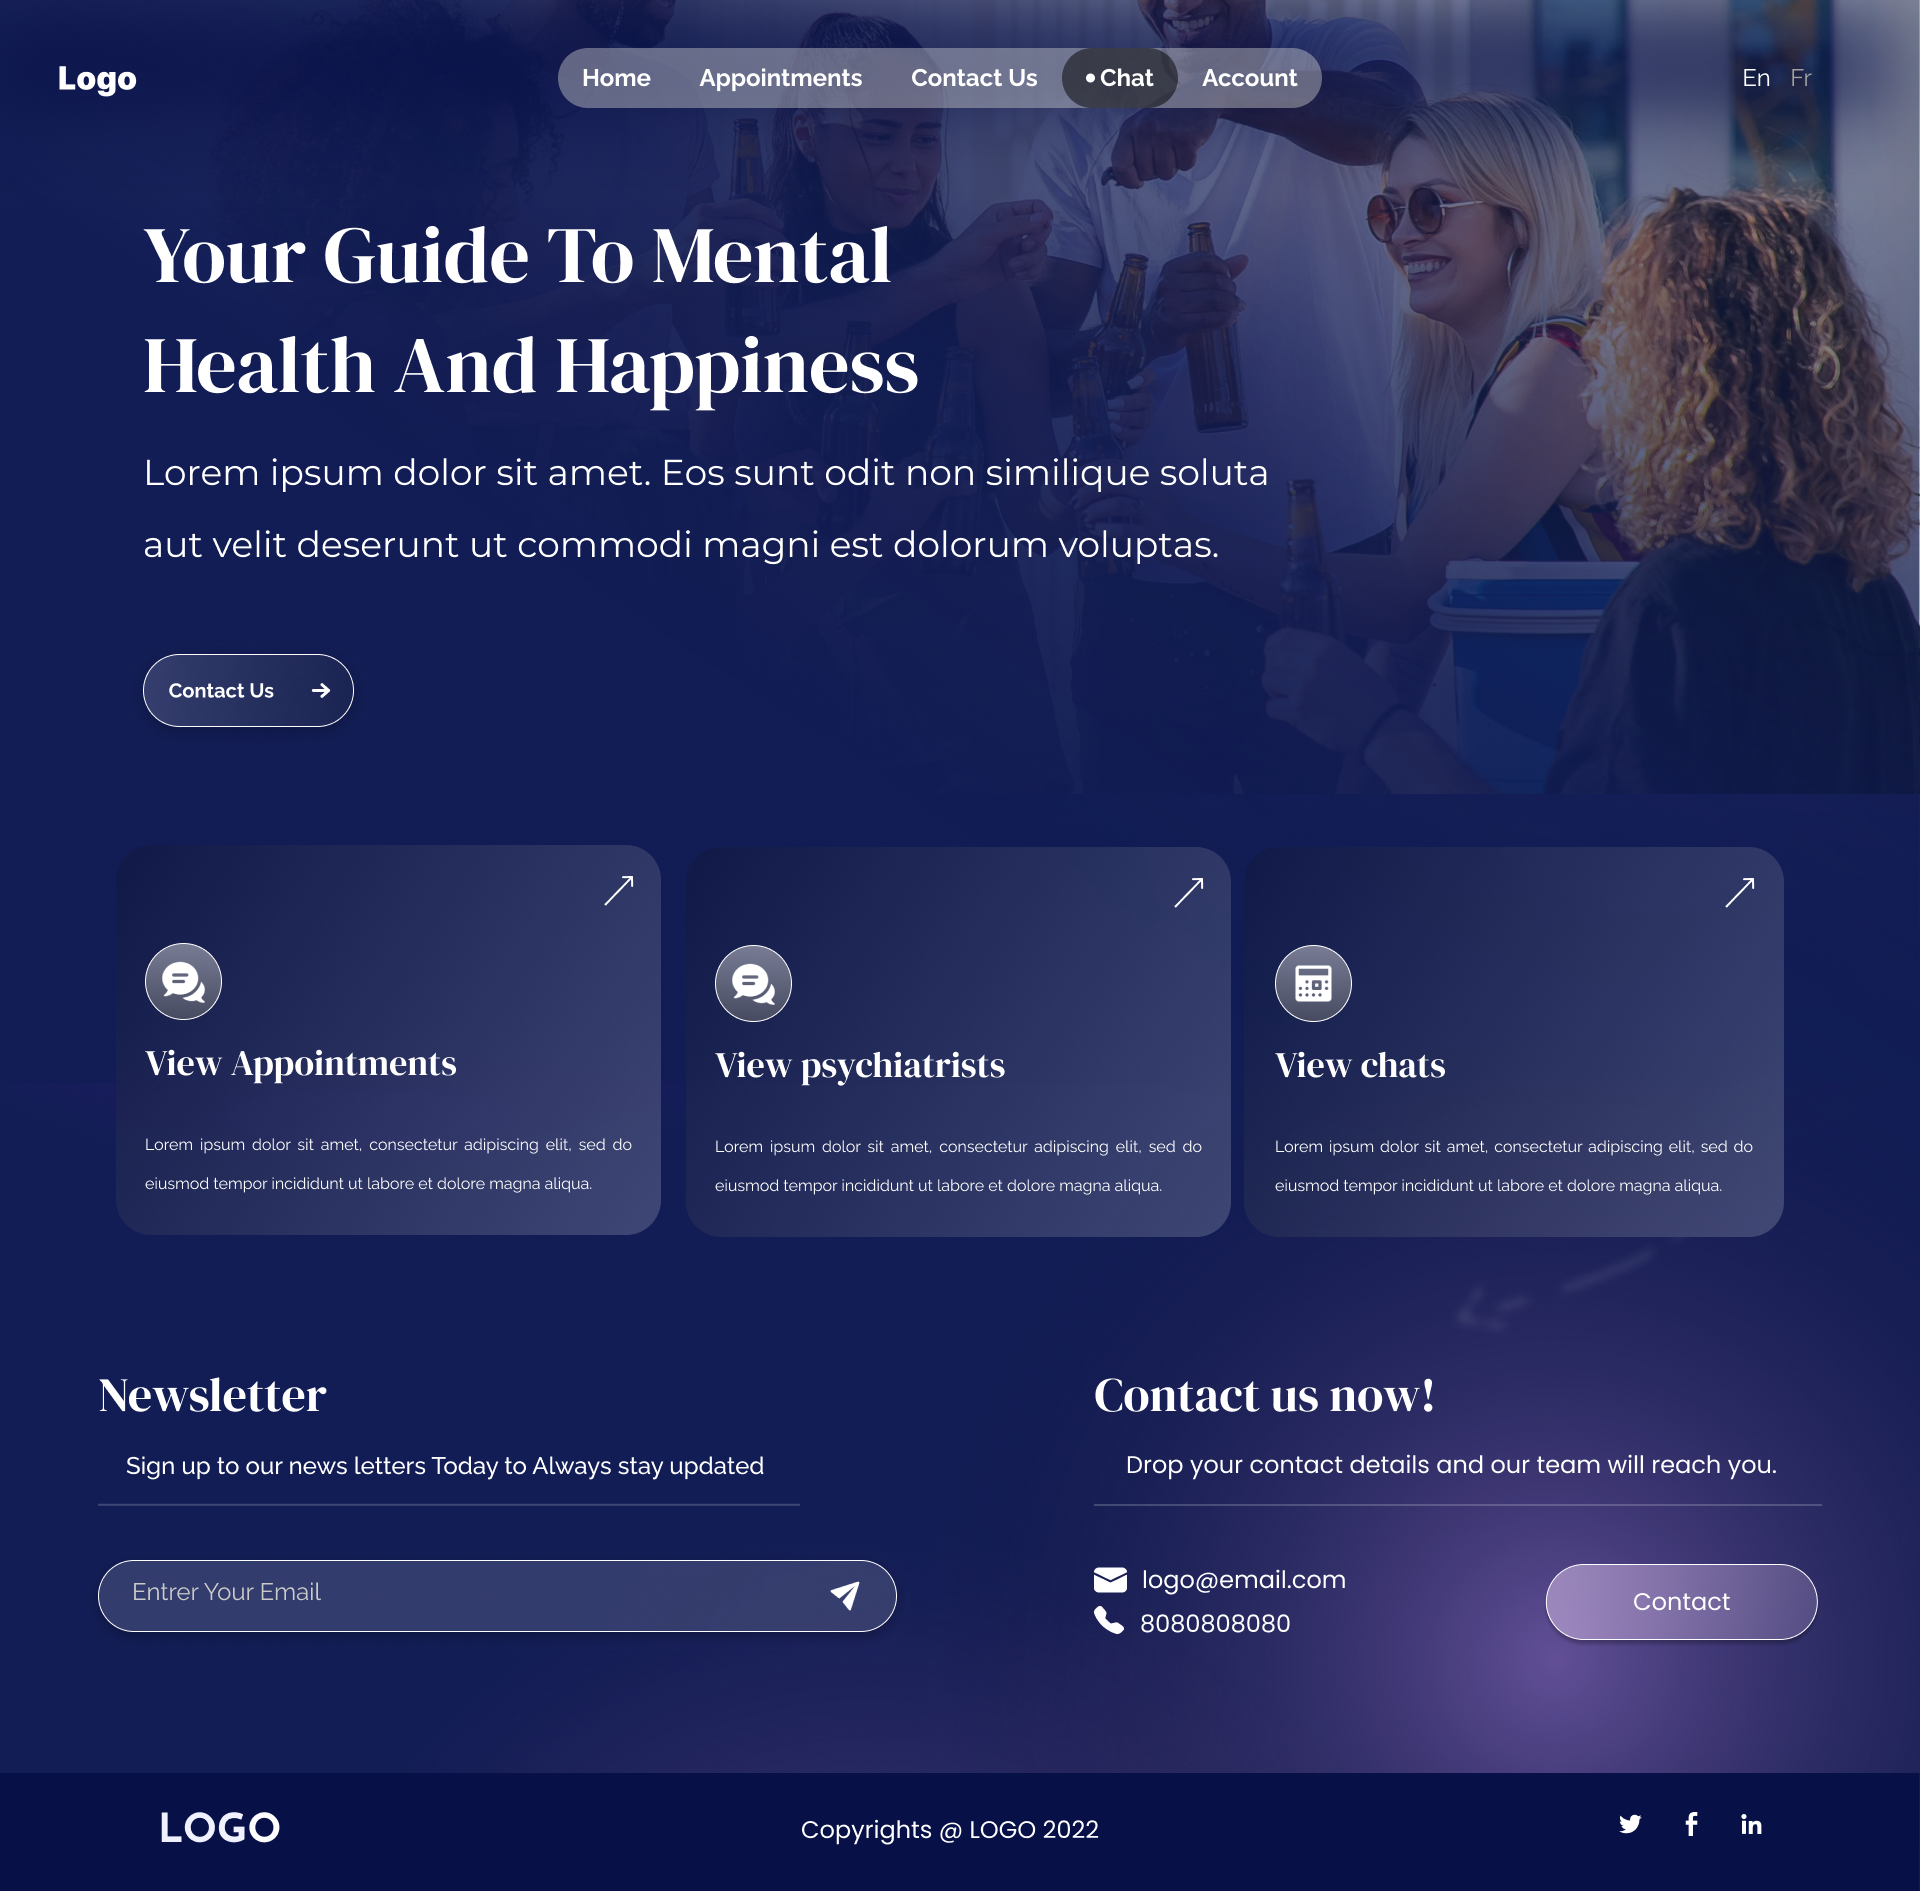 Logo
Home Appointments Contact Us Chat Account
En Fr
Your Guide To Mental
Health And Happiness
Lorem ipsum dolor sit amet. Eos sunt odit non similique soluta
aut velit deserunt ut commodi magni est dolorum voluptas.
Contact Us
View Appointments
Lorem ipsum dolor sit amet, consectetur adipiscing elit, sed do
eiusmod tempor incididunt ut labore et dolore magna aliqua.
View psychiatrists
Lorem ipsum dolor sit amet, consectetur adipiscing elit, sed do
eiusmod tempor incididunt ut labore et dolore magna aliqua.
View chats
Lorem ipsum dolor sit amet, consectetur adipiscing elit, sed do
eiusmod tempor incididunt ut labore et dolore magna aliqua.
Newsletter
Sign up to our news letters Today to Always stay updated
Entrer Your Email
Contact us now!
Drop your contact details and our team will reach you.
logo@email.com
8080808080
Contact
LOGO
Copyrights @ LOGO 2022